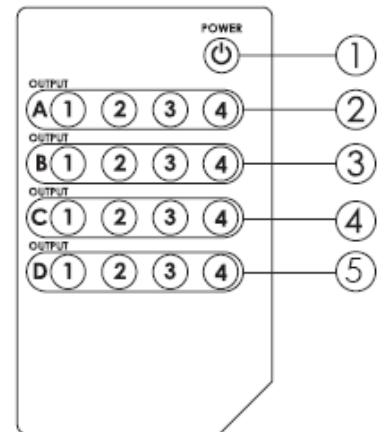 POWER
①
OUTPUT
A 1 2 3 4 ②
OUTPUT
B 1 2 3 4 ③
OUTPUT
C 1 2 3 4 ④
OUTPUT
D 1 2 3 4 ⑤